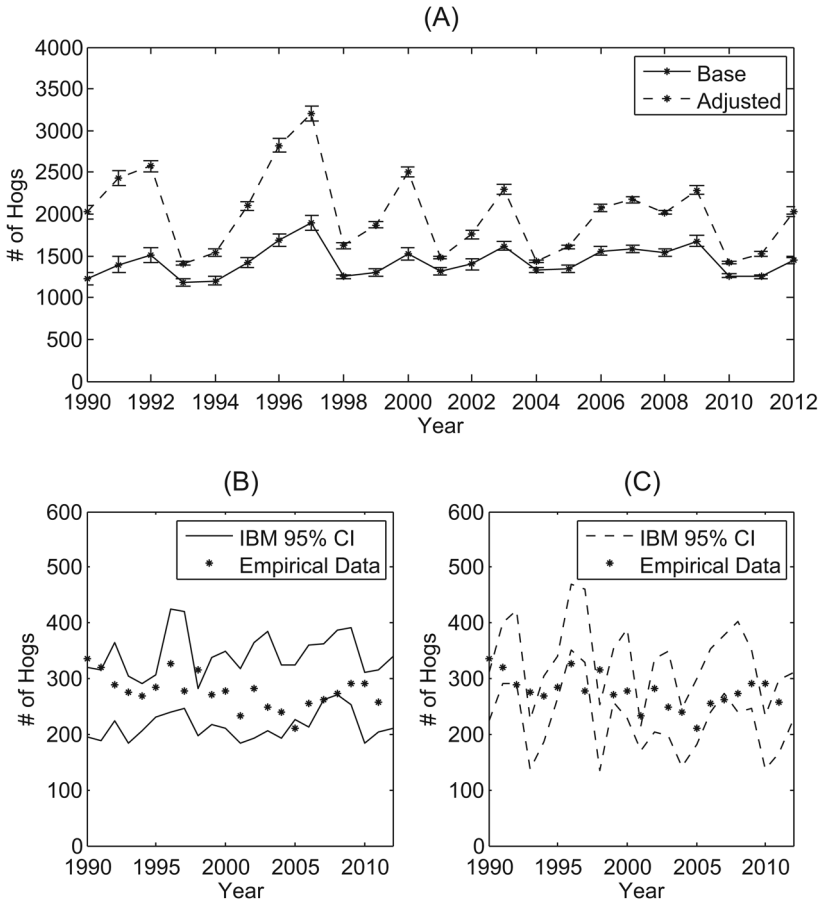 (A)
4000
3500
3000
2500
2000
1500
1000
500
0
# of Hogs
Base
Adjusted
1990 1992 1994 1996 1998 2000 2002 2004 2006 2008 2010 2012
Year
(B)
600
500
400
300
200
100
0
# of Hogs
IBM 95% CI
Empirical Data
1990 1995 2000 2005 2010
Year
(C)
600
500
400
300
200
100
0
# of Hogs
IBM 95% CI
Empirical Data
1990 1995 2000 2005 2010
Year